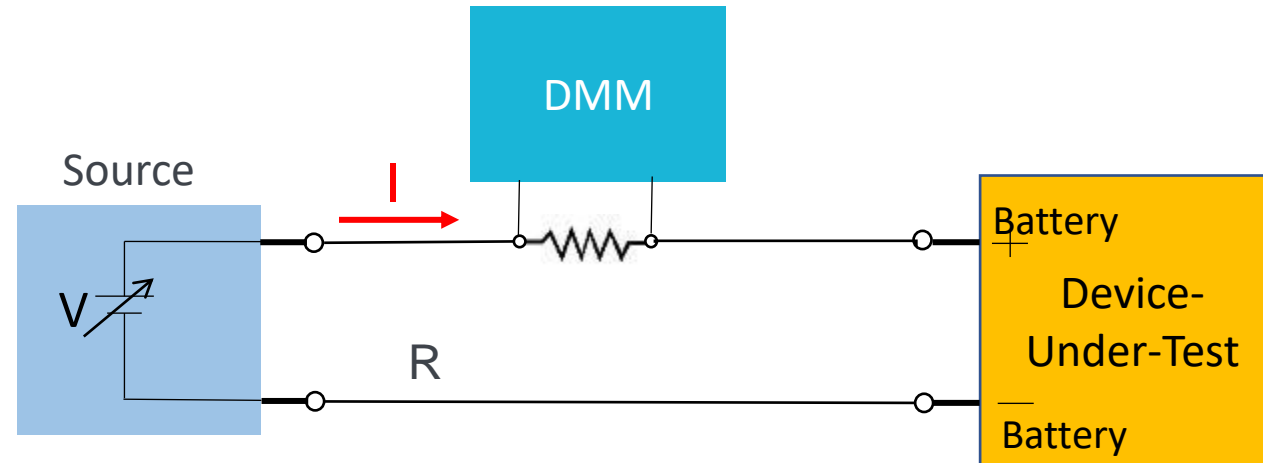 DMM
Source
I
Battery
+
V
Device-
Under-Test
R
—
Battery